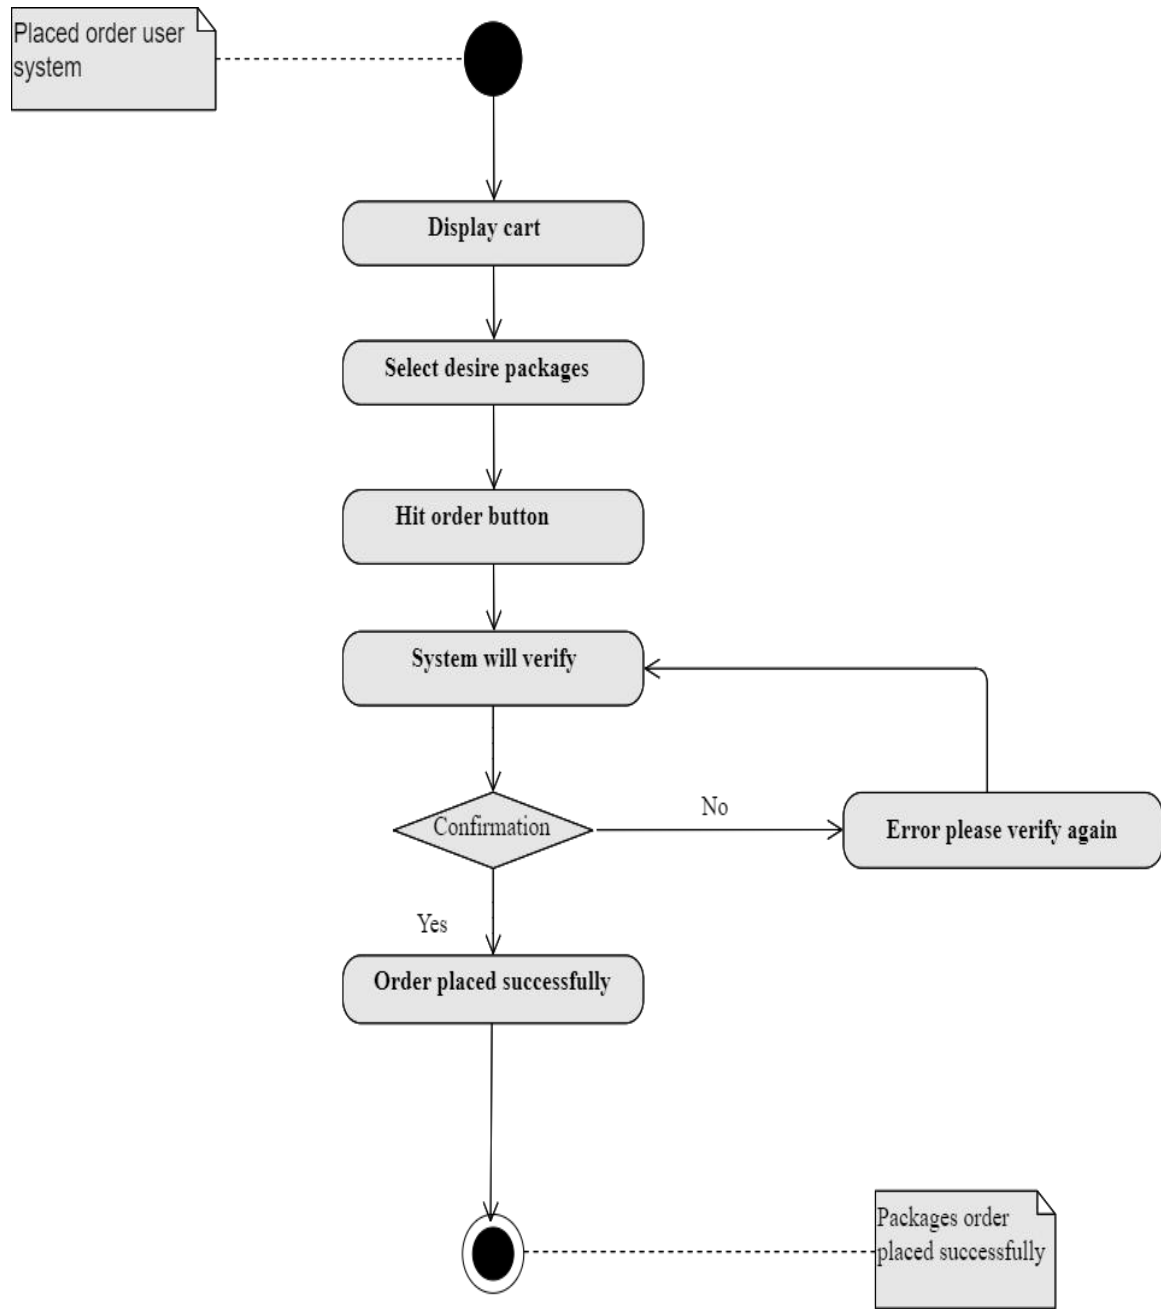 Placed order user
system
Display cart
Select desire packages
Hit order button
System will verify
Confirmation
No
Error please verify again
Yes
Order placed successfully
Packages order
placed successfully